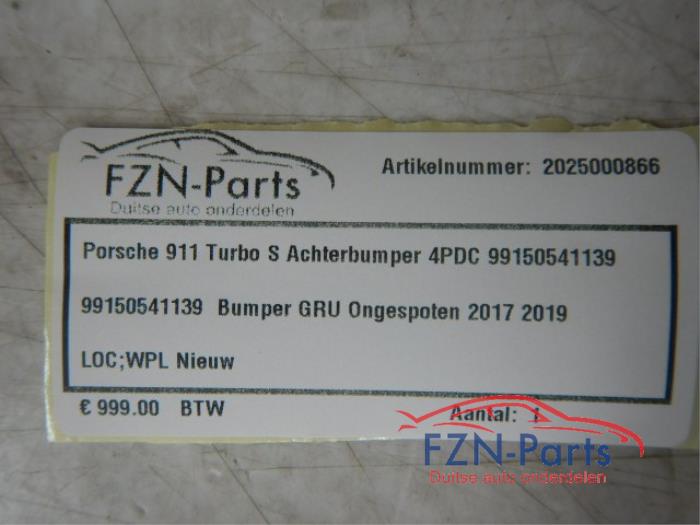 FZN-Parts
Duitse auto onderdelen
Artikelnummer: 2025000866
Porsche 911 Turbo S Achterbumper 4PDC 99150541139
99150541139 Bumper GRU Ongespoten 2017 2019
LOC;WPL Nieuw
€ 999.00 BTW
Aantal: 1
FZN-Parts
Duitse auto onderdelen